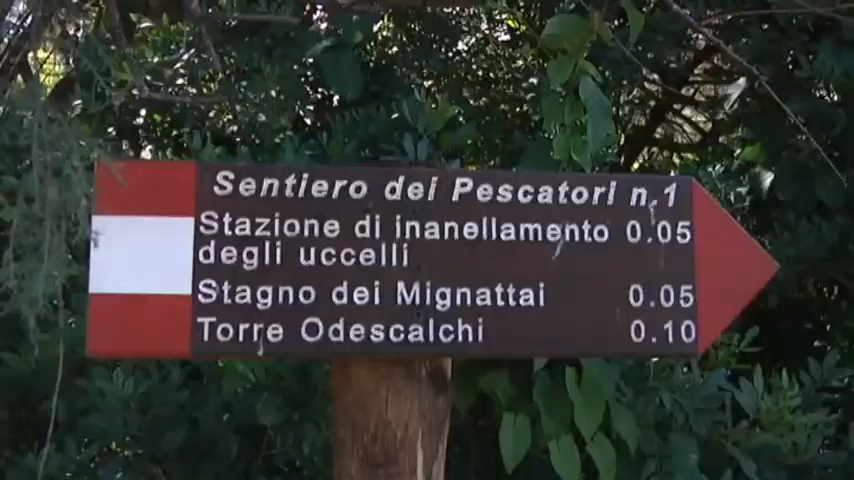 Sentiero dei Pescatori n.1
Stazione di inanellamento 0.05
degli uccelli
Stagno dei Mignattai 0.05
Torre Odescalchi 0.10